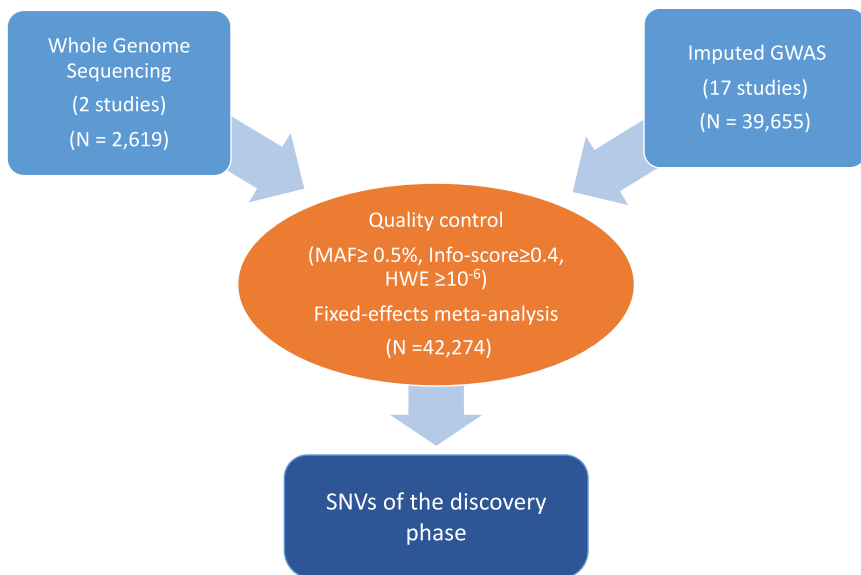 Whole Genome
Sequencing
(2 studies)
(N = 2,619)
Imputed GWAS
(17 studies)
(N = 39,655)
Quality control
(MAF≥ 0.5%, Info-score≥0.4,
HWE ≥10⁻⁶)
Fixed-effects meta-analysis
(N =42,274)
SNVs of the discovery
phase